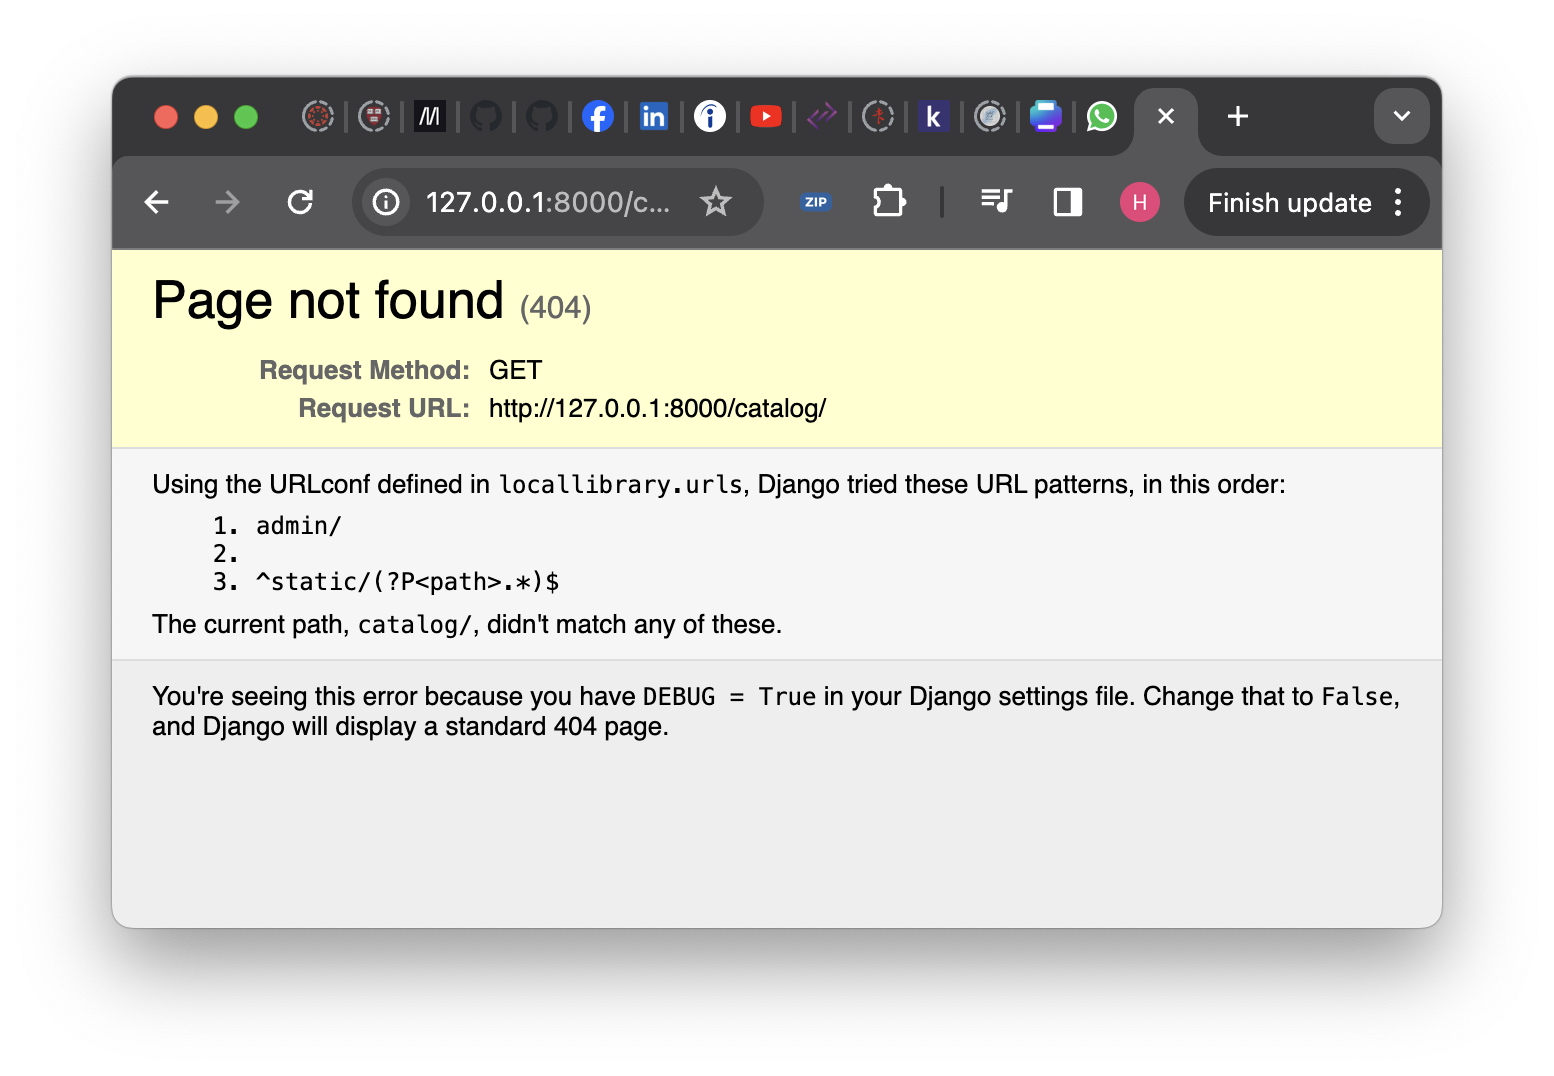 in
k
127.0.0.1:8000/c...
ZIP
H
Finish update
Page not found (404)
Request Method: GET
Request URL: http://127.0.0.1:8000/catalog/
Using the URLconf defined in locallibrary.urls, Django tried these URL patterns, in this order:
1. admin/
2.
3. ^static/(?P<path>.*)$
The current path, catalog/, didn't match any of these.
You're seeing this error because you have DEBUG = True in your Django settings file. Change that to False,
and Django will display a standard 404 page.